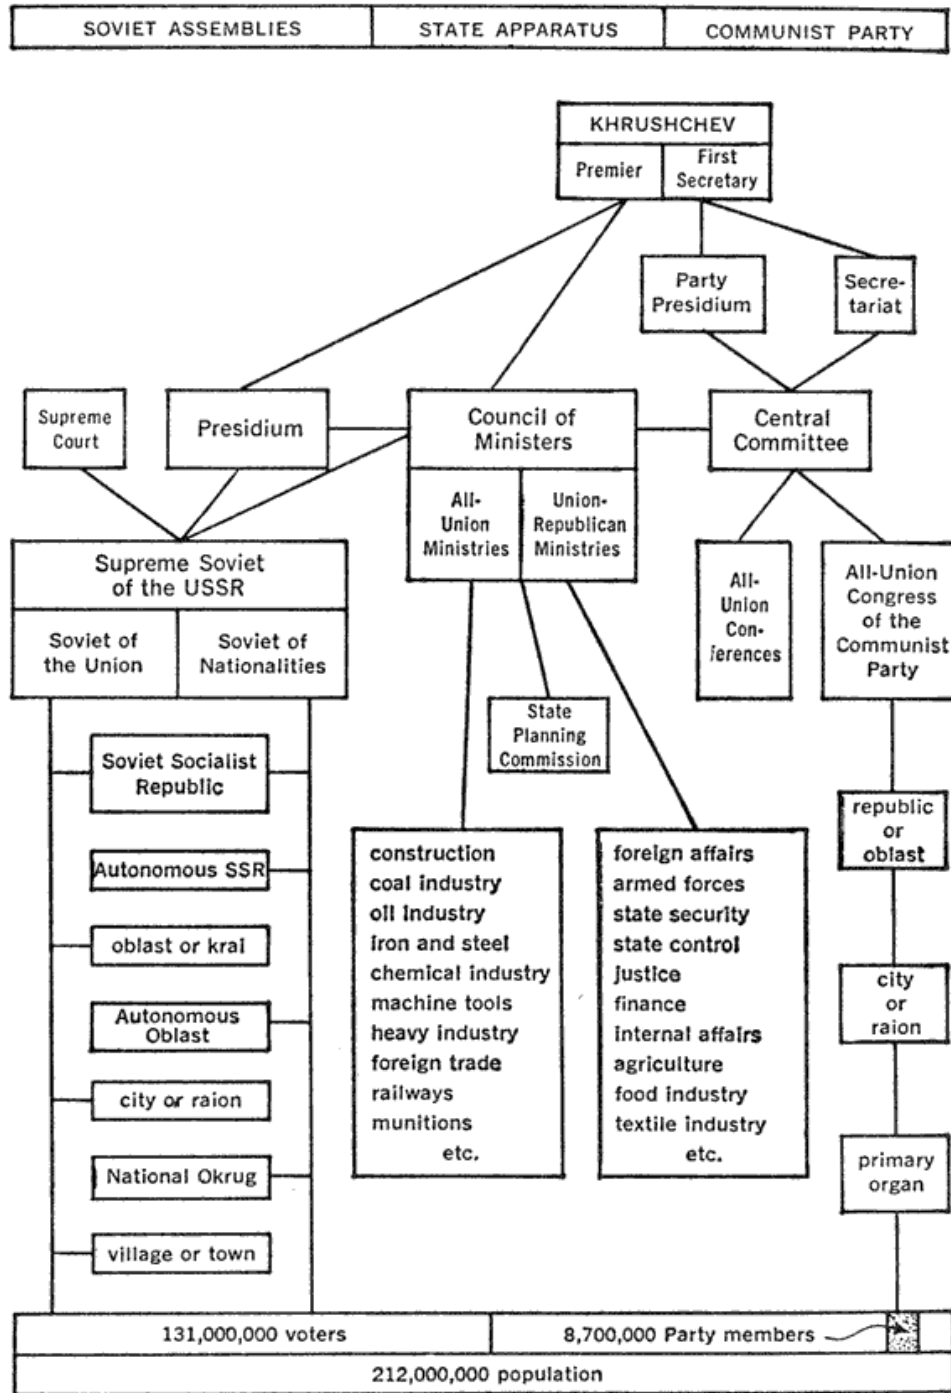 SOVIET ASSEMBLIES
STATE APPARATUS
COMMUNIST PARTY
KHRUSHCHEV
Premier
First
Secretary
Party
Presidium
Secre-
tariat
Supreme
Court
Presidium
Council of
Ministers
Central
Committee
All-
Union
Ministries
Union-
Republican
Ministries
Supreme Soviet
of the USSR
Soviet of
the Union
Soviet of
Nationalities
All-
Union
Con-
ferences
All-Union
Congress
of the
Communist
Party
State
Planning
Commission
Soviet Socialist
Republic
Autonomous SSR
oblast or krai
Autonomous
Oblast
city or raion
National Okrug
village or town
construction
coal industry
oil industry
iron and steel
chemical industry
machine tools
heavy industry
foreign trade
railways
munitions
etc.
foreign affairs
armed forces
state security
state control
justice
finance
internal affairs
agriculture
food industry
textile industry
etc.
republic
or
oblast
city
or
raion
primary
organ
131,000,000 voters
8,700,000 Party members
212,000,000 population